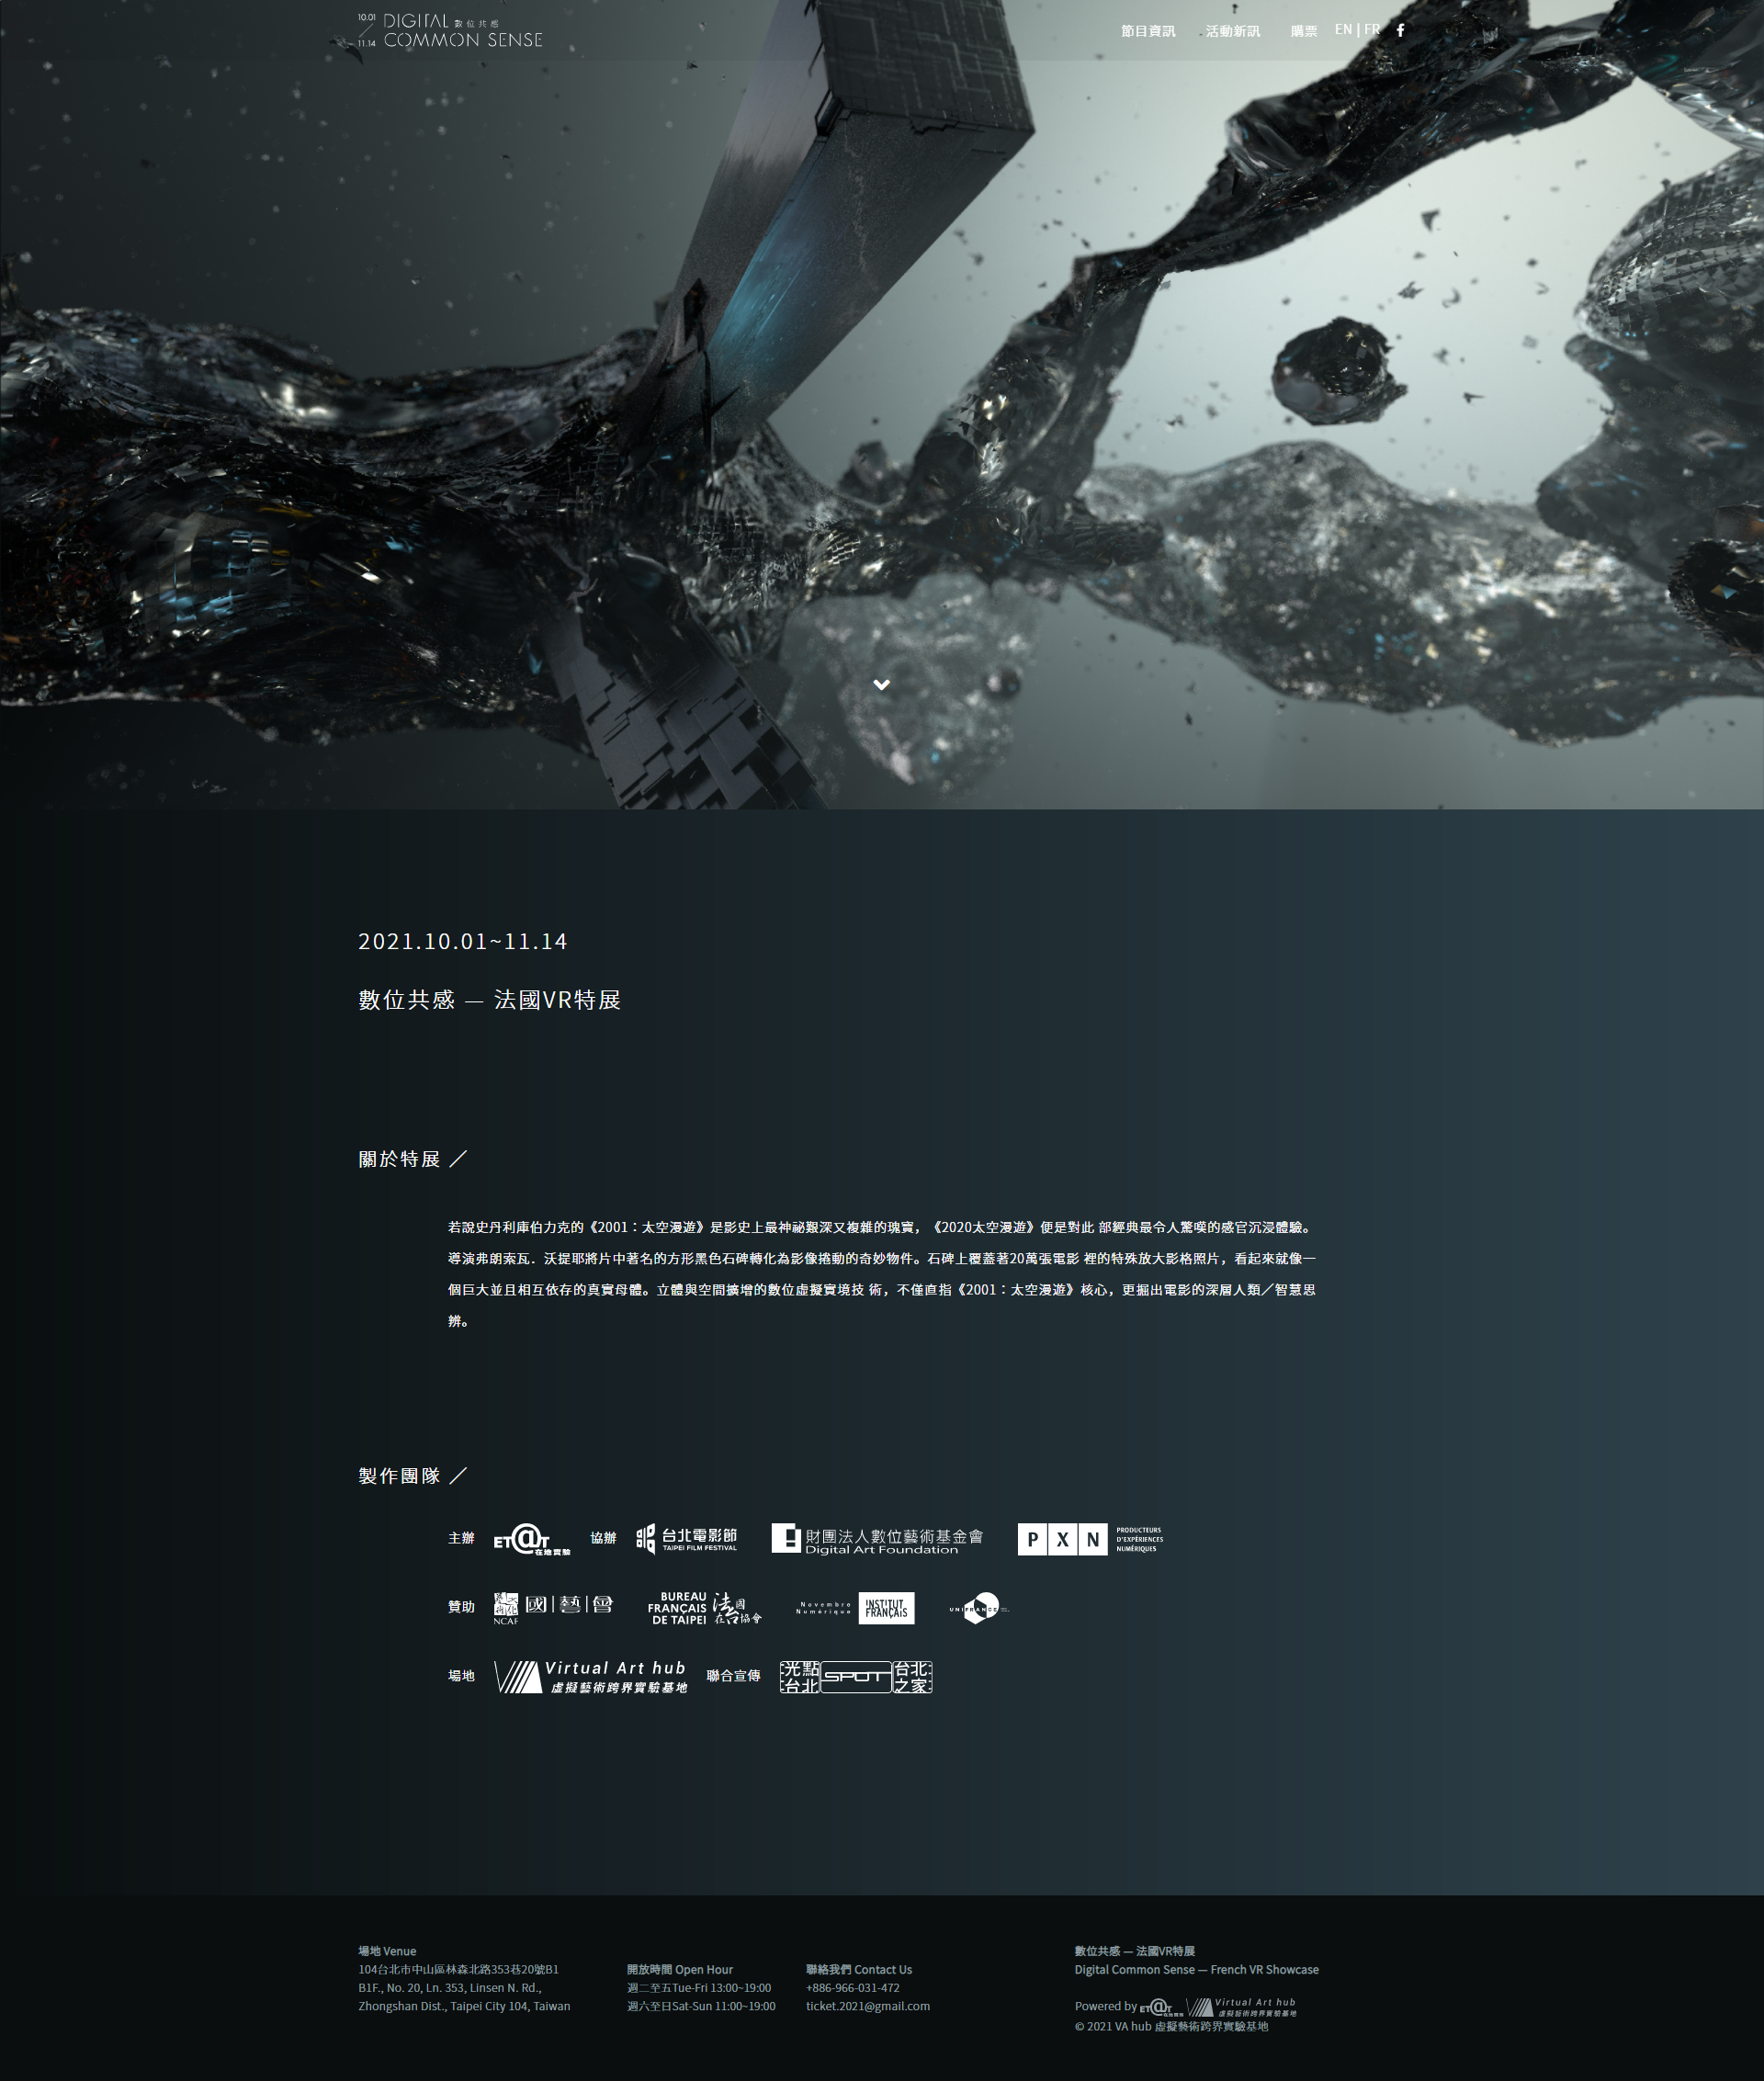 10.01 DIGITAL 數位共感
11.14 COMMON SENSE
節目資訊 活動新訊 購票 EN | FR
2021.10.01~11.14
數位共感 — 法國VR特展
關於特展 ／
若說史丹利庫伯力克的《2001：太空漫遊》是影史上最神祕艱深又複雜的瑰寶，《2020太空漫遊》便是對此 部經典最令人驚嘆的感官沉浸體驗。
導演弗朗索瓦．沃提耶將片中著名的方形黑色石碑轉化為影像捲動的奇妙物件。石碑上覆蓋著20萬張電影 裡的特殊放大影格照片，看起來就像一
個巨大並且相互依存的真實母體。立體與空間擴增的數位虛擬實境技 術，不僅直指《2001：太空漫遊》核心，更掘出電影的深層人類／智慧思
辨。
製作團隊 ／
主辦 ET@T 在地實驗 協辦 台北電影節 TAIPEI FILM FESTIVAL 財團法人數位藝術基金會 Digital Art Foundation P X N PRODUCTEURS D'EXPÉRIENCES NUMÉRIQUES
贊助 NCAF 國|藝|會 BUREAU FRANÇAIS DE TAIPEI 法國在台協會 Novembre Numérique INSTITUT FRANÇAIS UNIFRANCE
場地 Virtual Art hub 虛擬藝術跨界實驗基地 聯合宣傳 光點台北 SPOT 台北之家
場地 Venue
104台北市中山區林森北路353巷20號B1
B1F., No. 20, Ln. 353, Linsen N. Rd.,
Zhongshan Dist., Taipei City 104, Taiwan
開放時間 Open Hour
週二至五Tue-Fri 13:00~19:00
週六至日Sat-Sun 11:00~19:00
聯絡我們 Contact Us
+886-966-031-472
ticket.2021@gmail.com
數位共感 — 法國VR特展
Digital Common Sense — French VR Showcase
Powered by ET@T 在地實驗 Virtual Art hub 虛擬藝術跨界實驗基地
© 2021 VA hub 虛擬藝術跨界實驗基地